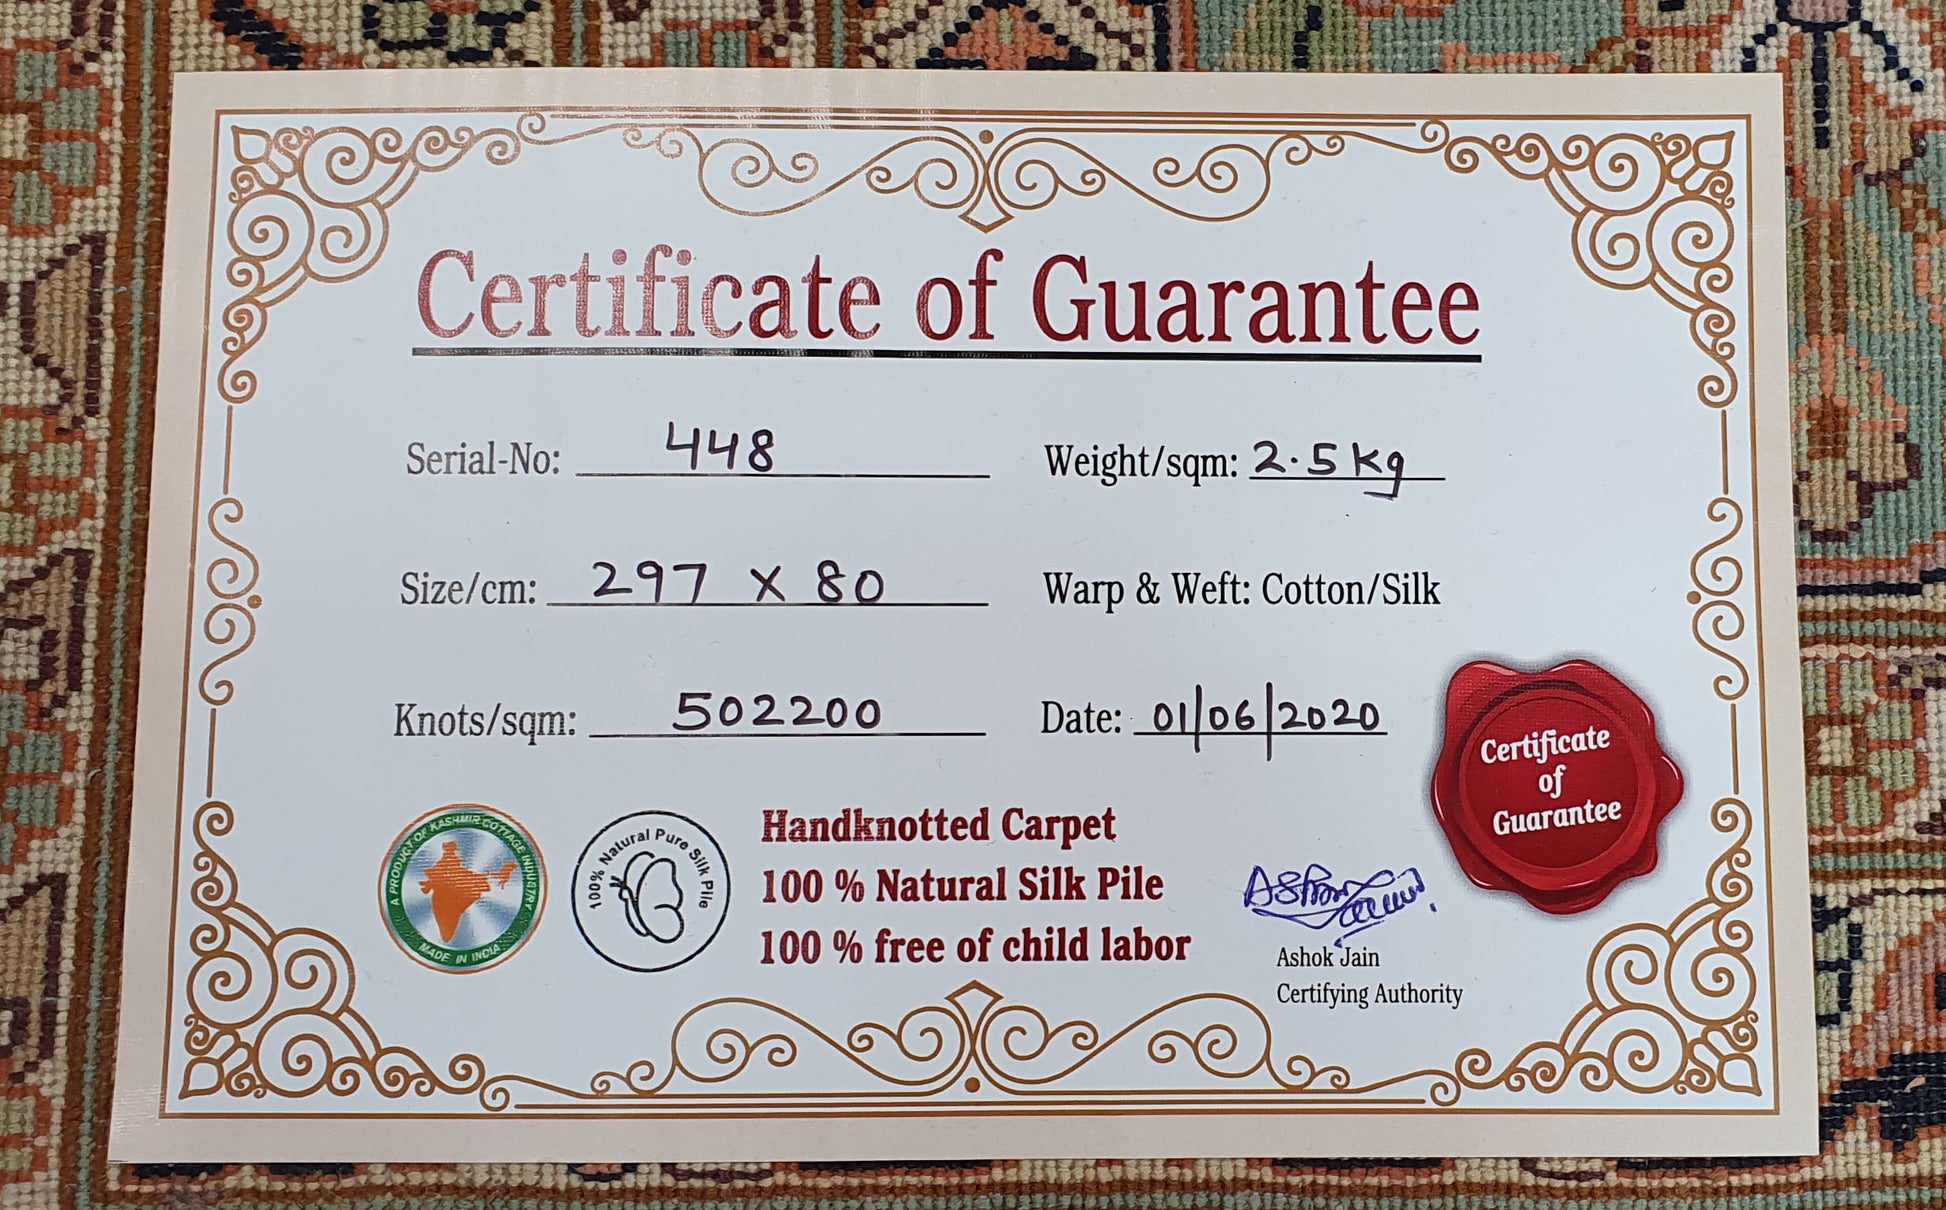 Certificate of Guarantee
Serial-No: 448
Weight/sqm: 2.5 kg
Size/cm: 297 x 80
Warp & Weft: Cotton/Silk
Knots/sqm: 502200
Date: 01/06/2020
Certificate
of
Guarantee
A PRODUCT OF KASHMIR COTTAGE INDUSTRY
MADE IN INDIA
100% Natural Pure Silk Pile
Handknotted Carpet
100 % Natural Silk Pile
100 % free of child labor
Ashok Jain
Certifying Authority